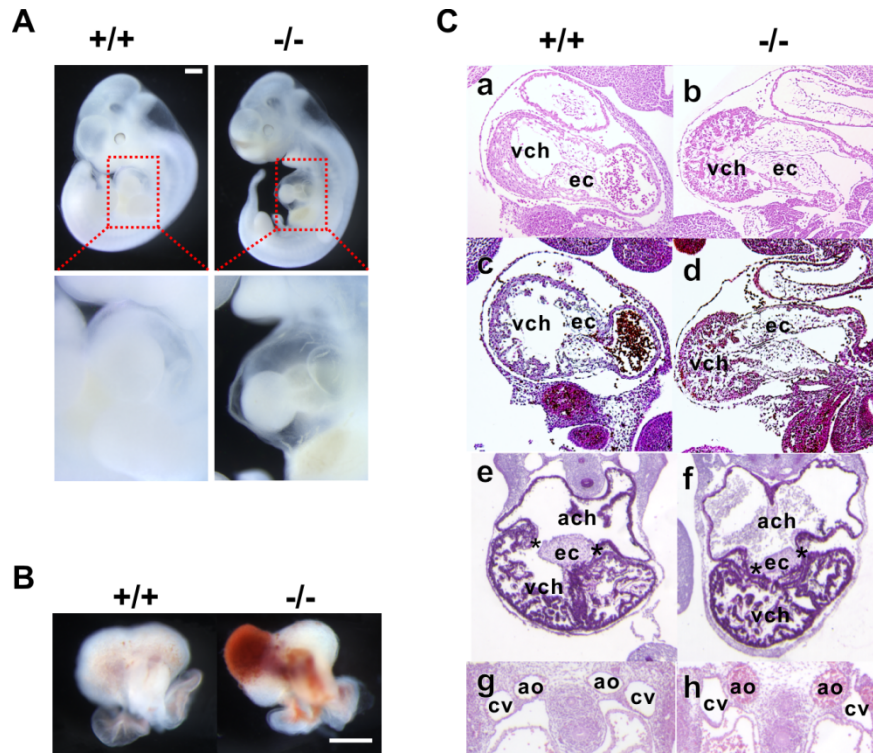 A
+/+ -/-
B
+/+ -/-
C
+/+ -/-
a b
vch ec vch ec
c d
vch ec ec vch
e f
ach ach
* ec * * ec *
vch vch
g h
ao ao ao ao
cv cv cv cv